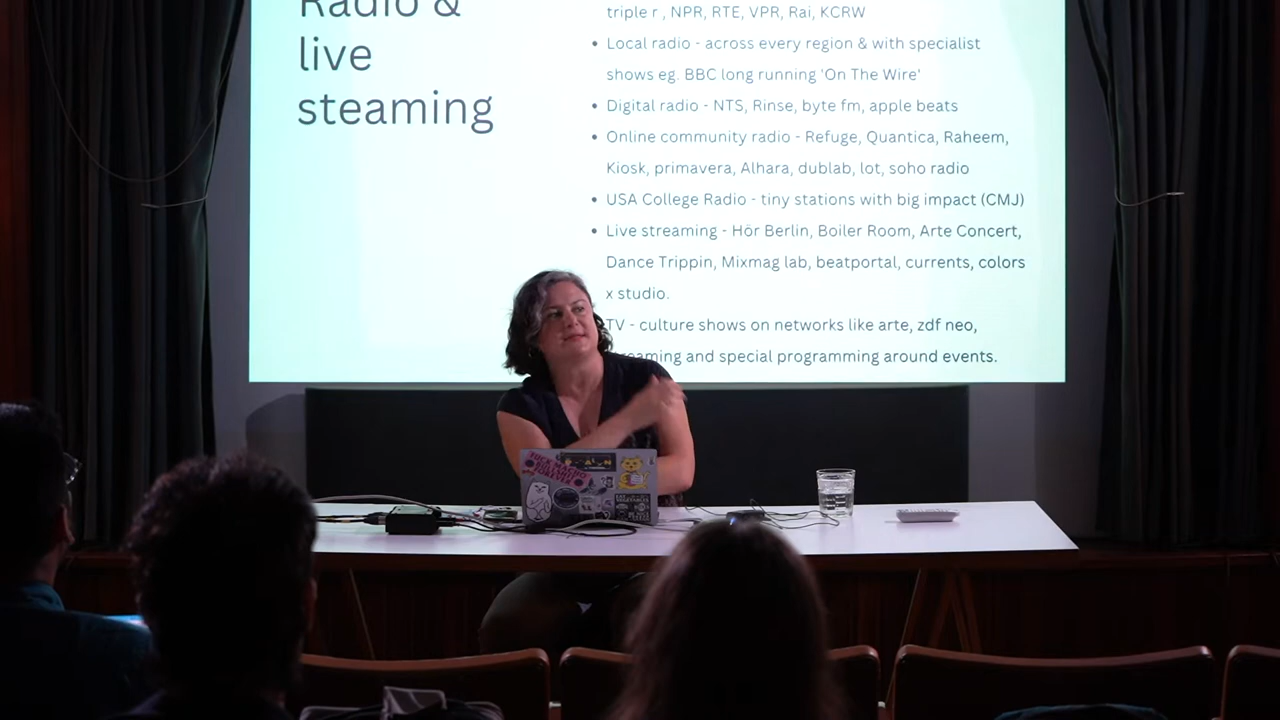 Radio &
live
steaming
triple r , NPR, RTE, VPR, Rai, KCRW
• Local radio - across every region & with specialist
shows eg. BBC long running 'On The Wire'
• Digital radio - NTS, Rinse, byte fm, apple beats
• Online community radio - Refuge, Quantica, Raheem,
Kiosk, primavera, Alhara, dublab, lot, soho radio
• USA College Radio - tiny stations with big impact (CMJ)
• Live streaming - Hör Berlin, Boiler Room, Arte Concert,
Dance Trippin, Mixmag lab, beatportal, currents, colors
x studio.
TV - culture shows on networks like arte, zdf neo,
eaming and special programming around events.
FOREVER
EAT
VEGETABLES